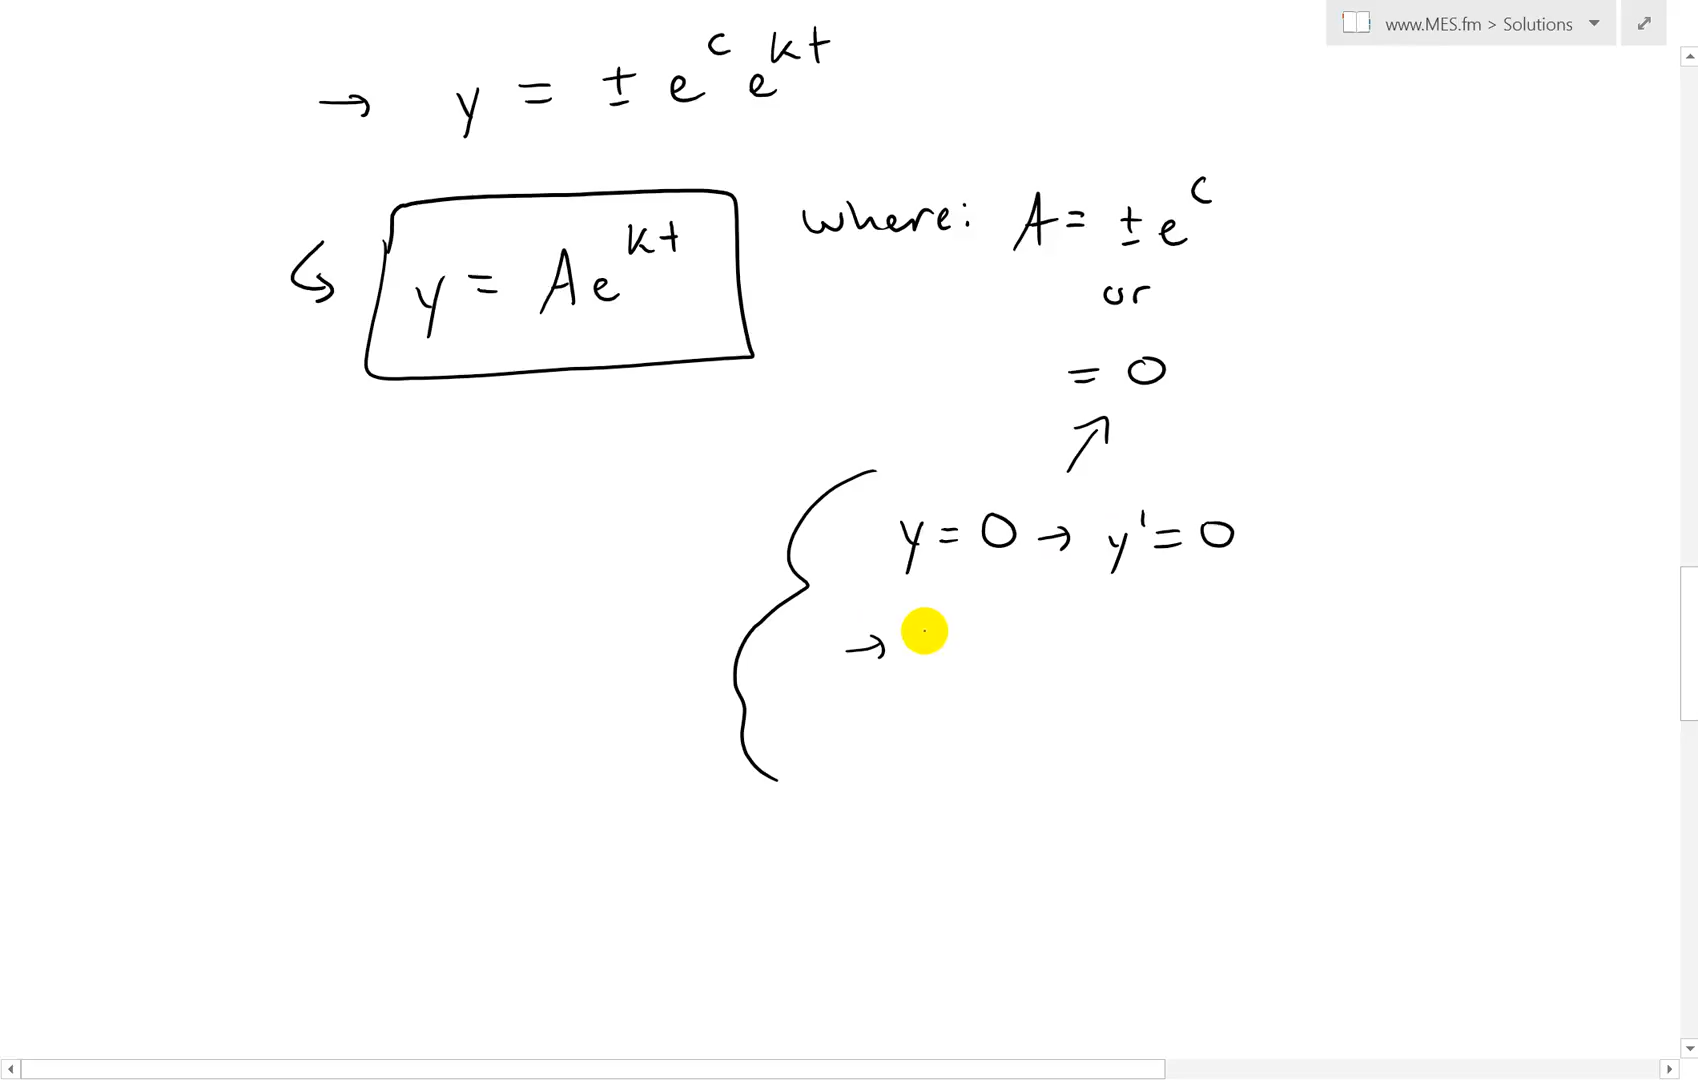 www.MES.fm > Solutions
→ y = ± e^c e^kt
↳ y = Ae^kt where: A = ± e^c
or
= 0
↗
y = 0 → y' = 0
→